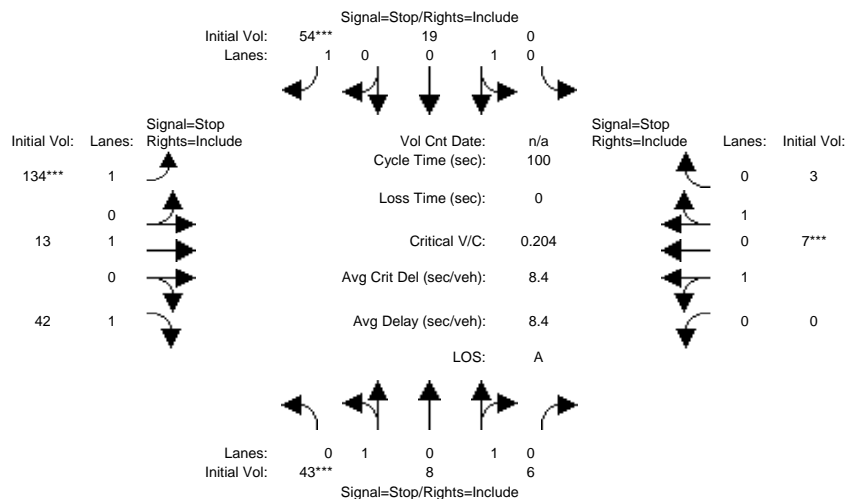 Signal=Stop/Rights=Include
Initial Vol: 54*** 19 0
Lanes: 1 0 0 1 0
Signal=Stop
Initial Vol: Lanes: Rights=Include
Vol Cnt Date: n/a
Signal=Stop
Rights=Include Lanes: Initial Vol:
Cycle Time (sec): 100
134*** 1
0 3
Loss Time (sec): 0
0
1
13 1
Critical V/C: 0.204
0 7***
0
Avg Crit Del (sec/veh): 8.4
1
42 1
Avg Delay (sec/veh): 8.4
0 0
LOS: A
Lanes: 0 1 0 1 0
Initial Vol: 43*** 8 6
Signal=Stop/Rights=Include